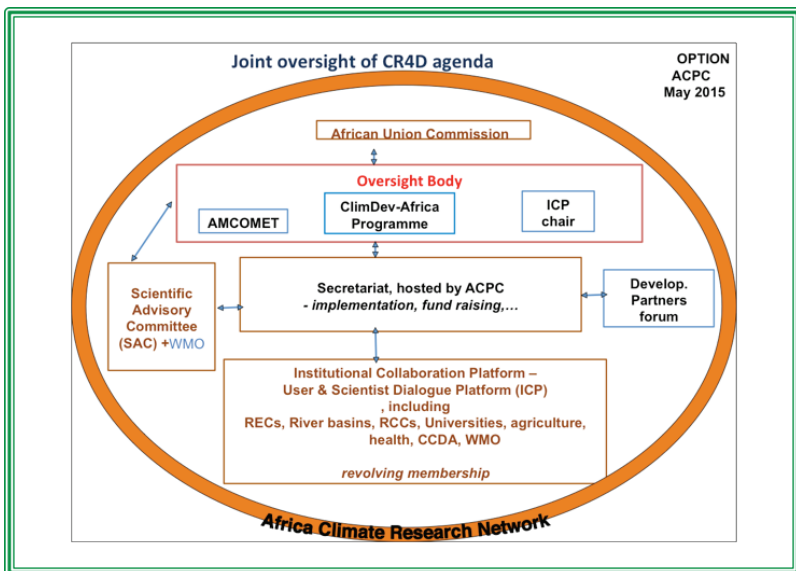 Joint oversight of CR4D agenda
OPTION
ACPC
May 2015
African Union Commission
Oversight Body
AMCOMET
ClimDev-Africa
Programme
ICP
chair
Scientific
Advisory
Committee
(SAC) +WMO
Secretariat, hosted by ACPC
- implementation, fund raising,...
Develop.
Partners
forum
Institutional Collaboration Platform –
User & Scientist Dialogue Platform (ICP)
, including
RECs, River basins, RCCs, Universities, agriculture,
health, CCDA, WMO
revolving membership
Africa Climate Research Network